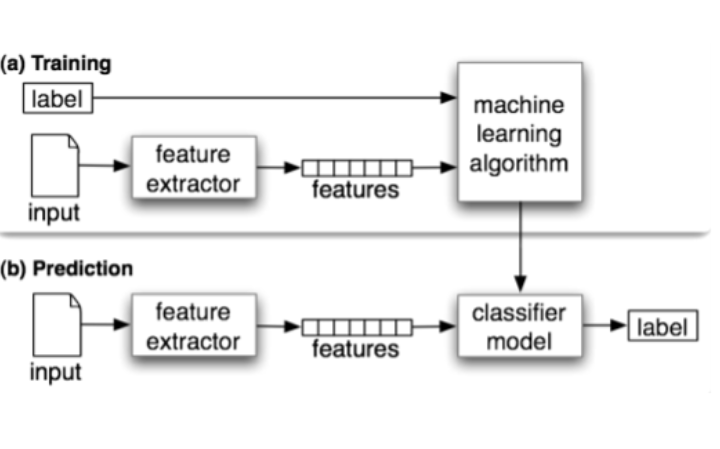 (a) Training
label
machine
learning
algorithm
feature
extractor
features
input
(b) Prediction
feature
extractor
features
classifier
model
label
input